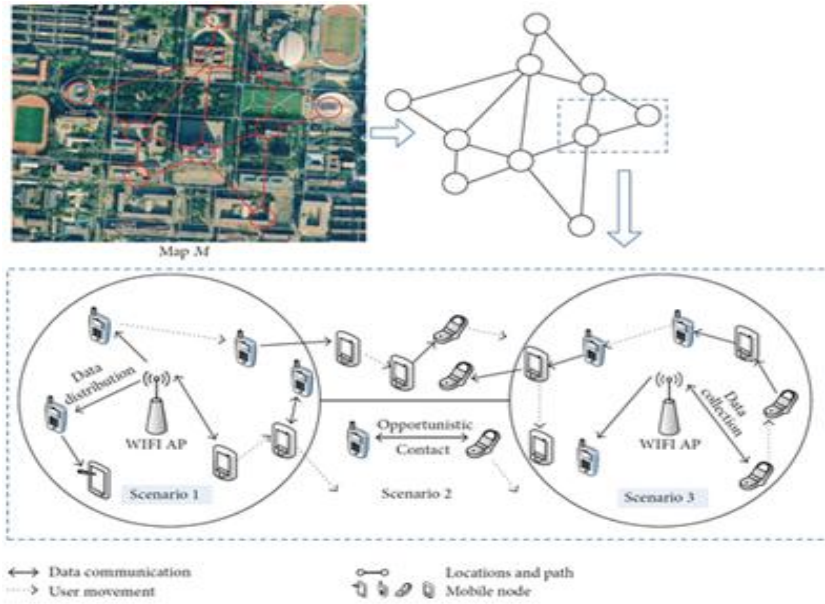 Map M
Data
distribution
WIFI AP
Scenario 1
Opportunistic
Contact
Scenario 2
Data
collection
WIFI AP
Scenario 3
Data communication
User movement
Locations and path
Mobile node